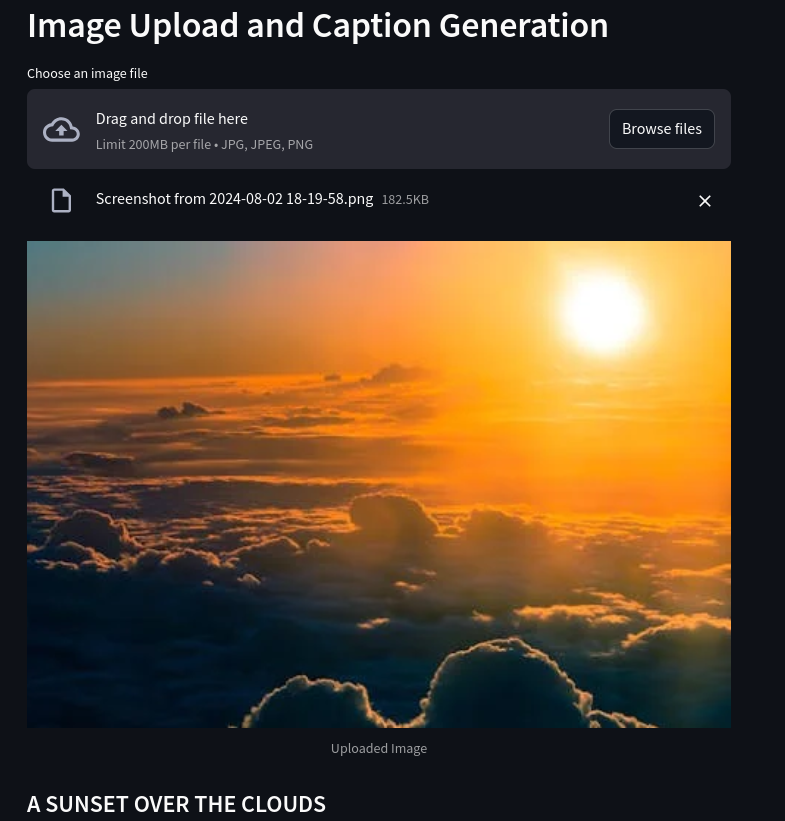 Image Upload and Caption Generation
Choose an image file
Drag and drop file here
Limit 200MB per file • JPG, JPEG, PNG
Browse files
Screenshot from 2024-08-02 18-19-58.png 182.5KB
Uploaded Image
A SUNSET OVER THE CLOUDS